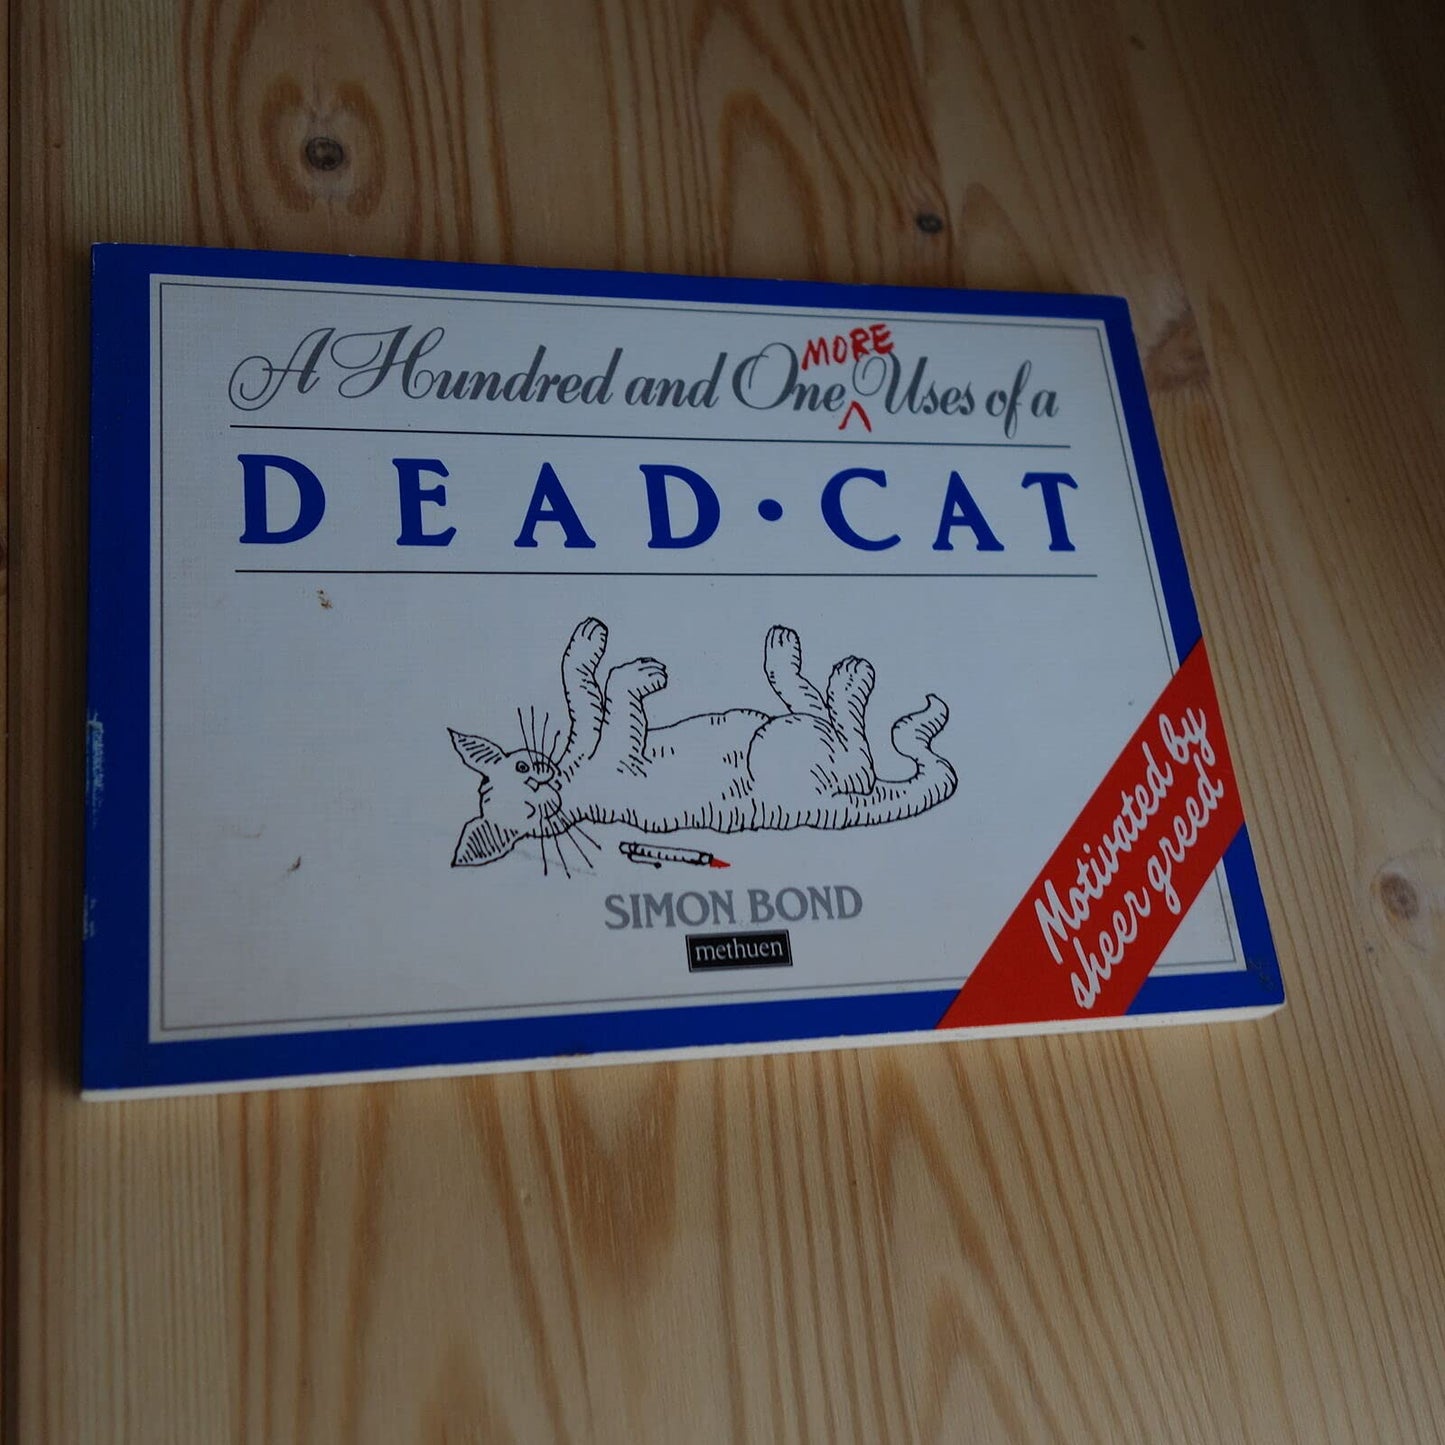 A Hundred and One MORE Uses of a
DEAD·CAT
SIMON BOND
methuen
Motivated by
sheer greed